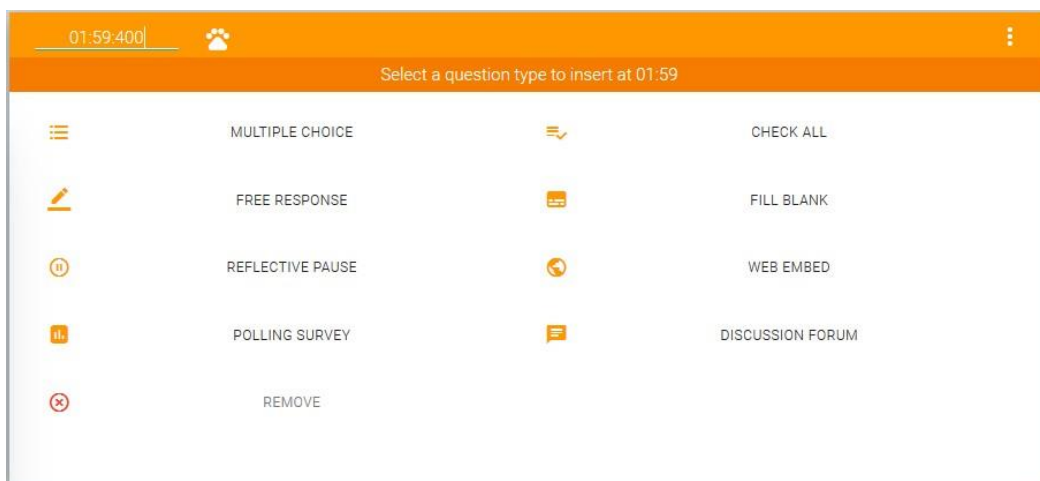 01:59:400
Select a question type to insert at 01:59
MULTIPLE CHOICE
CHECK ALL
FREE RESPONSE
FILL BLANK
REFLECTIVE PAUSE
WEB EMBED
POLLING SURVEY
DISCUSSION FORUM
REMOVE